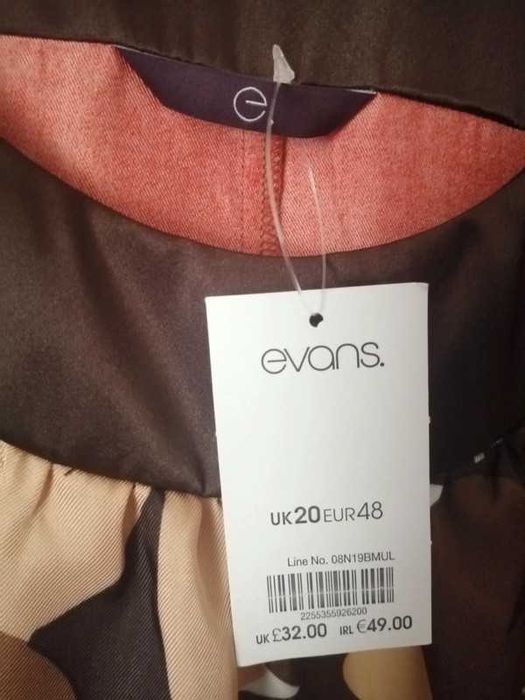 e
evans.
UK20EUR48
Line No. 08N19BMUL
2255355926200
UK £32.00 IRL €49.00